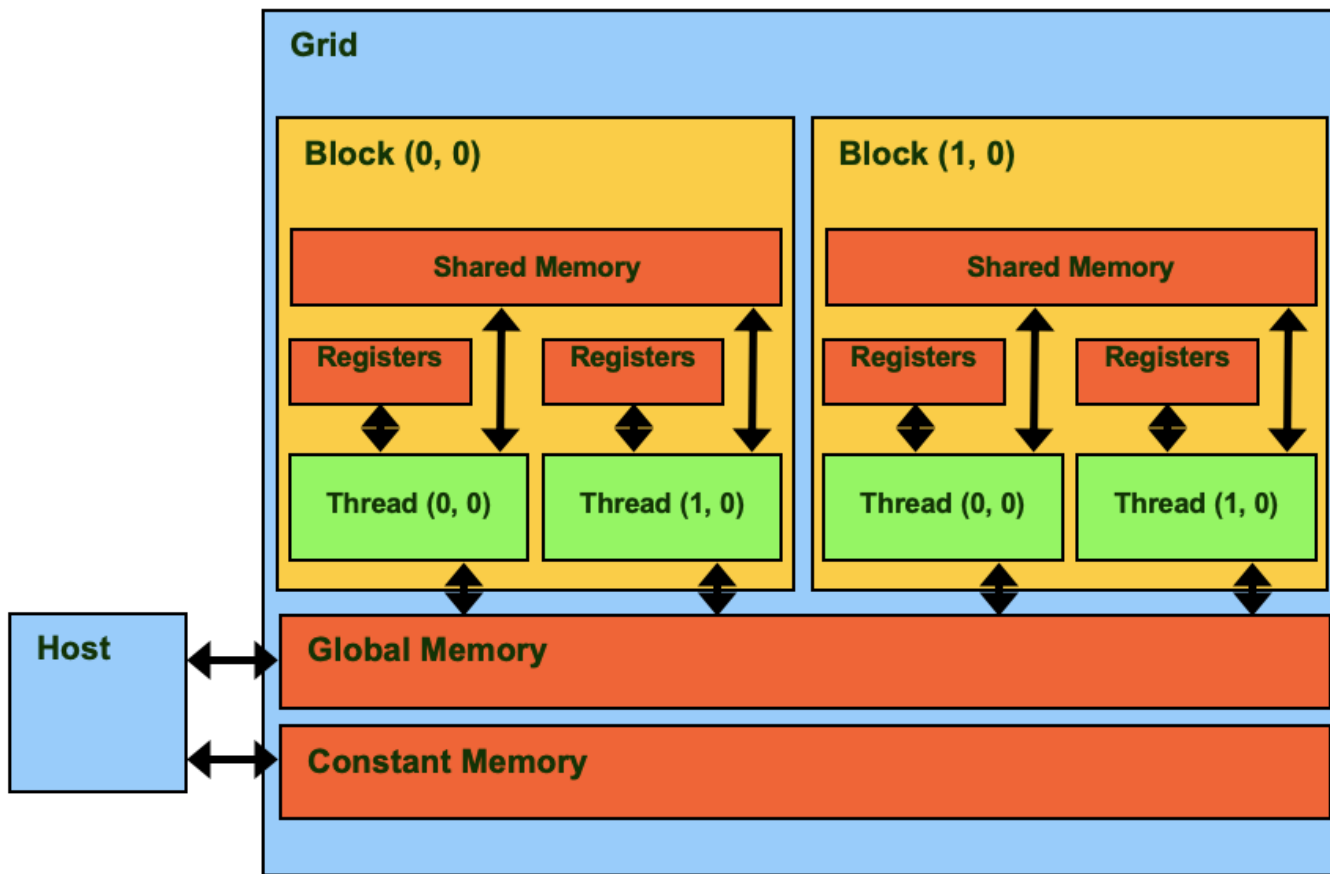 Grid
Block (0, 0)
Block (1, 0)
Shared Memory
Shared Memory
Registers
Registers
Registers
Registers
Thread (0, 0)
Thread (1, 0)
Thread (0, 0)
Thread (1, 0)
Host
Global Memory
Constant Memory